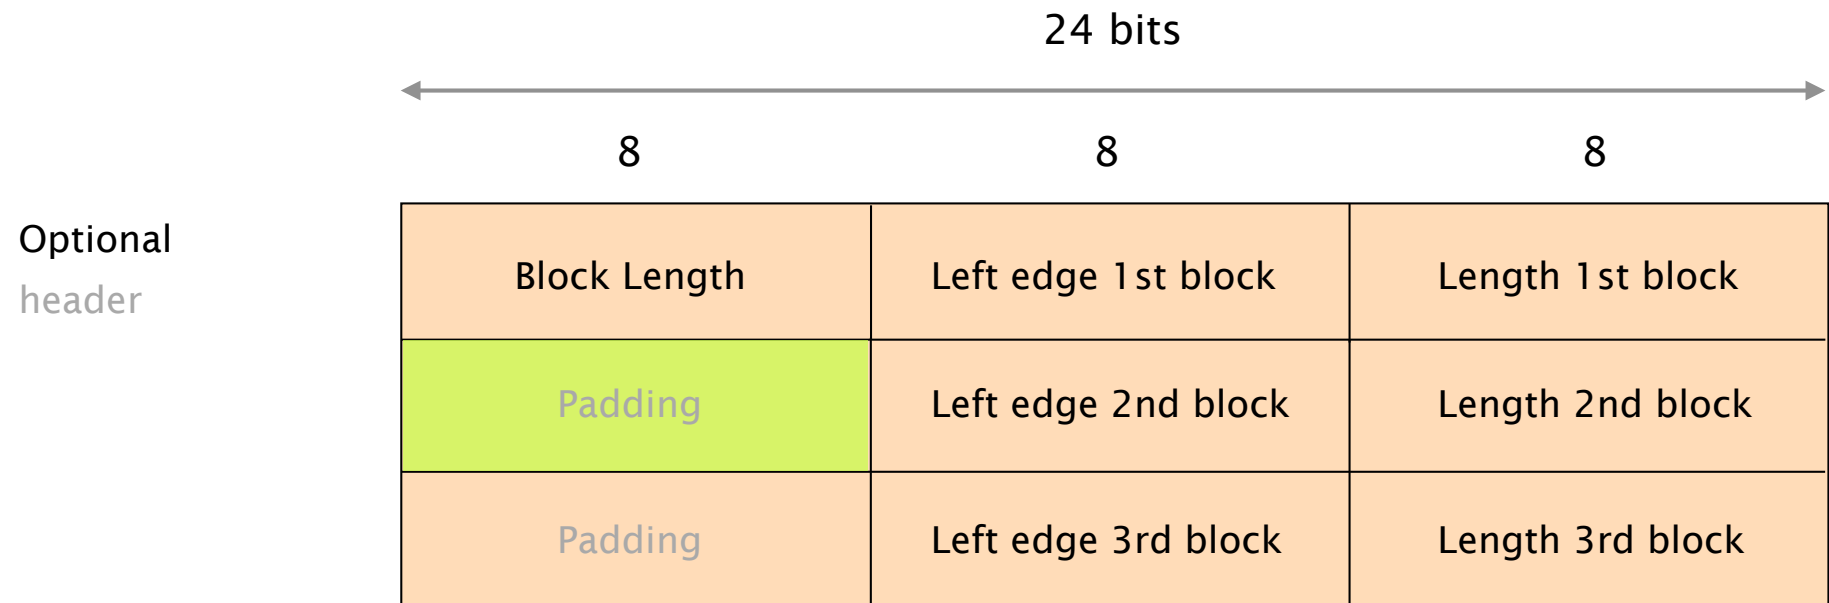 24 bits
8 8 8
Optional
header
Block Length Left edge 1st block Length 1st block
Padding Left edge 2nd block Length 2nd block
Padding Left edge 3rd block Length 3rd block